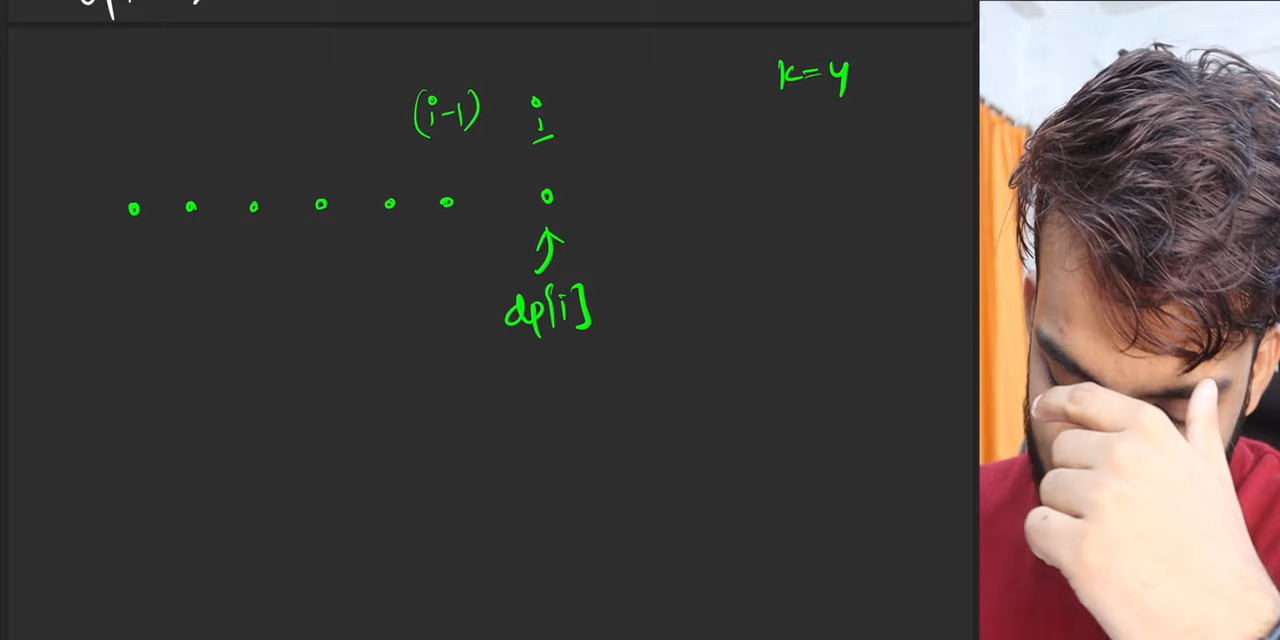 (i-1) i k=4
dp[i]